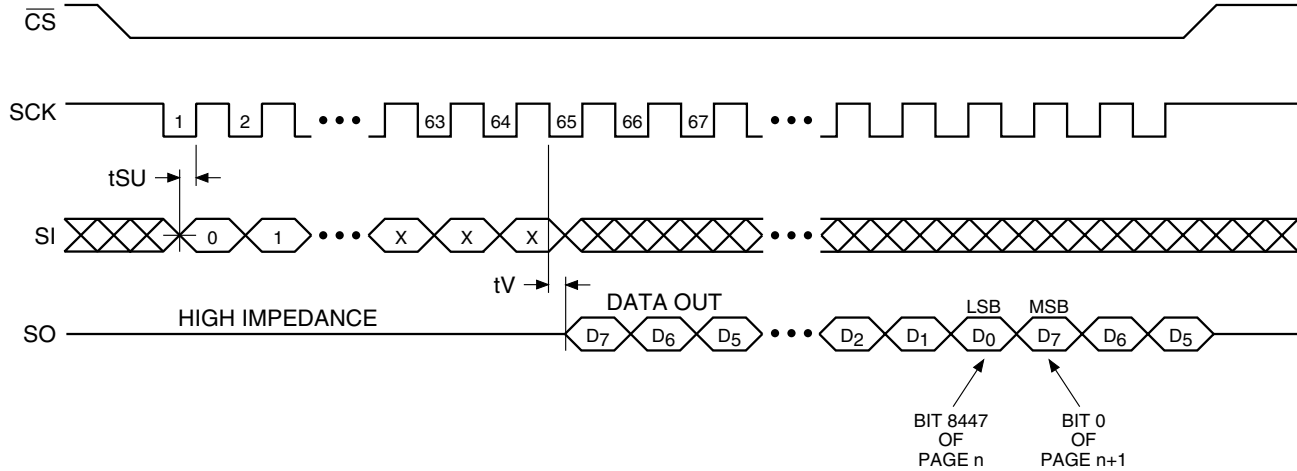 CS
SCK
1 2 63 64 65 66 67
tSU
SI
0 1 X X X
tV
SO
HIGH IMPEDANCE
DATA OUT
LSB MSB
D7 D6 D5 D2 D1 D0 D7 D6 D5
BIT 8447
OF
PAGE n
BIT 0
OF
PAGE n+1